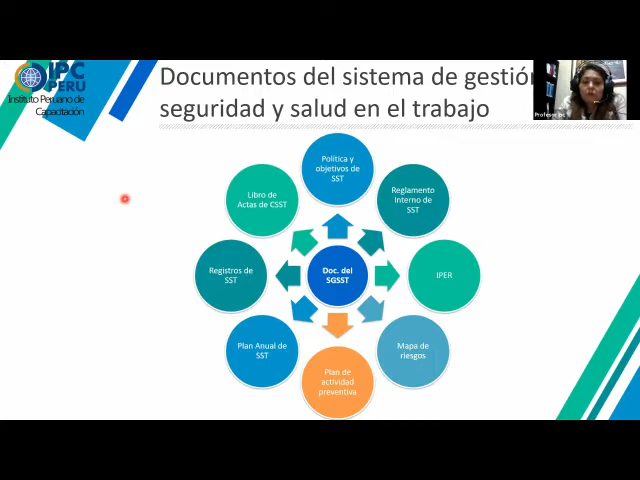 IPC
PERU
Instituto Peruano de
Capacitación
Documentos del sistema de gestión
seguridad y salud en el trabajo
Política y
objetivos de
SST
Reglamento
Interno de
SST
IPER
Mapa de
riesgos
Plan de
actividad
preventiva
Plan Anual de
SST
Registros de
SST
Libro de
Actas de CSST
Doc. del
SGSST